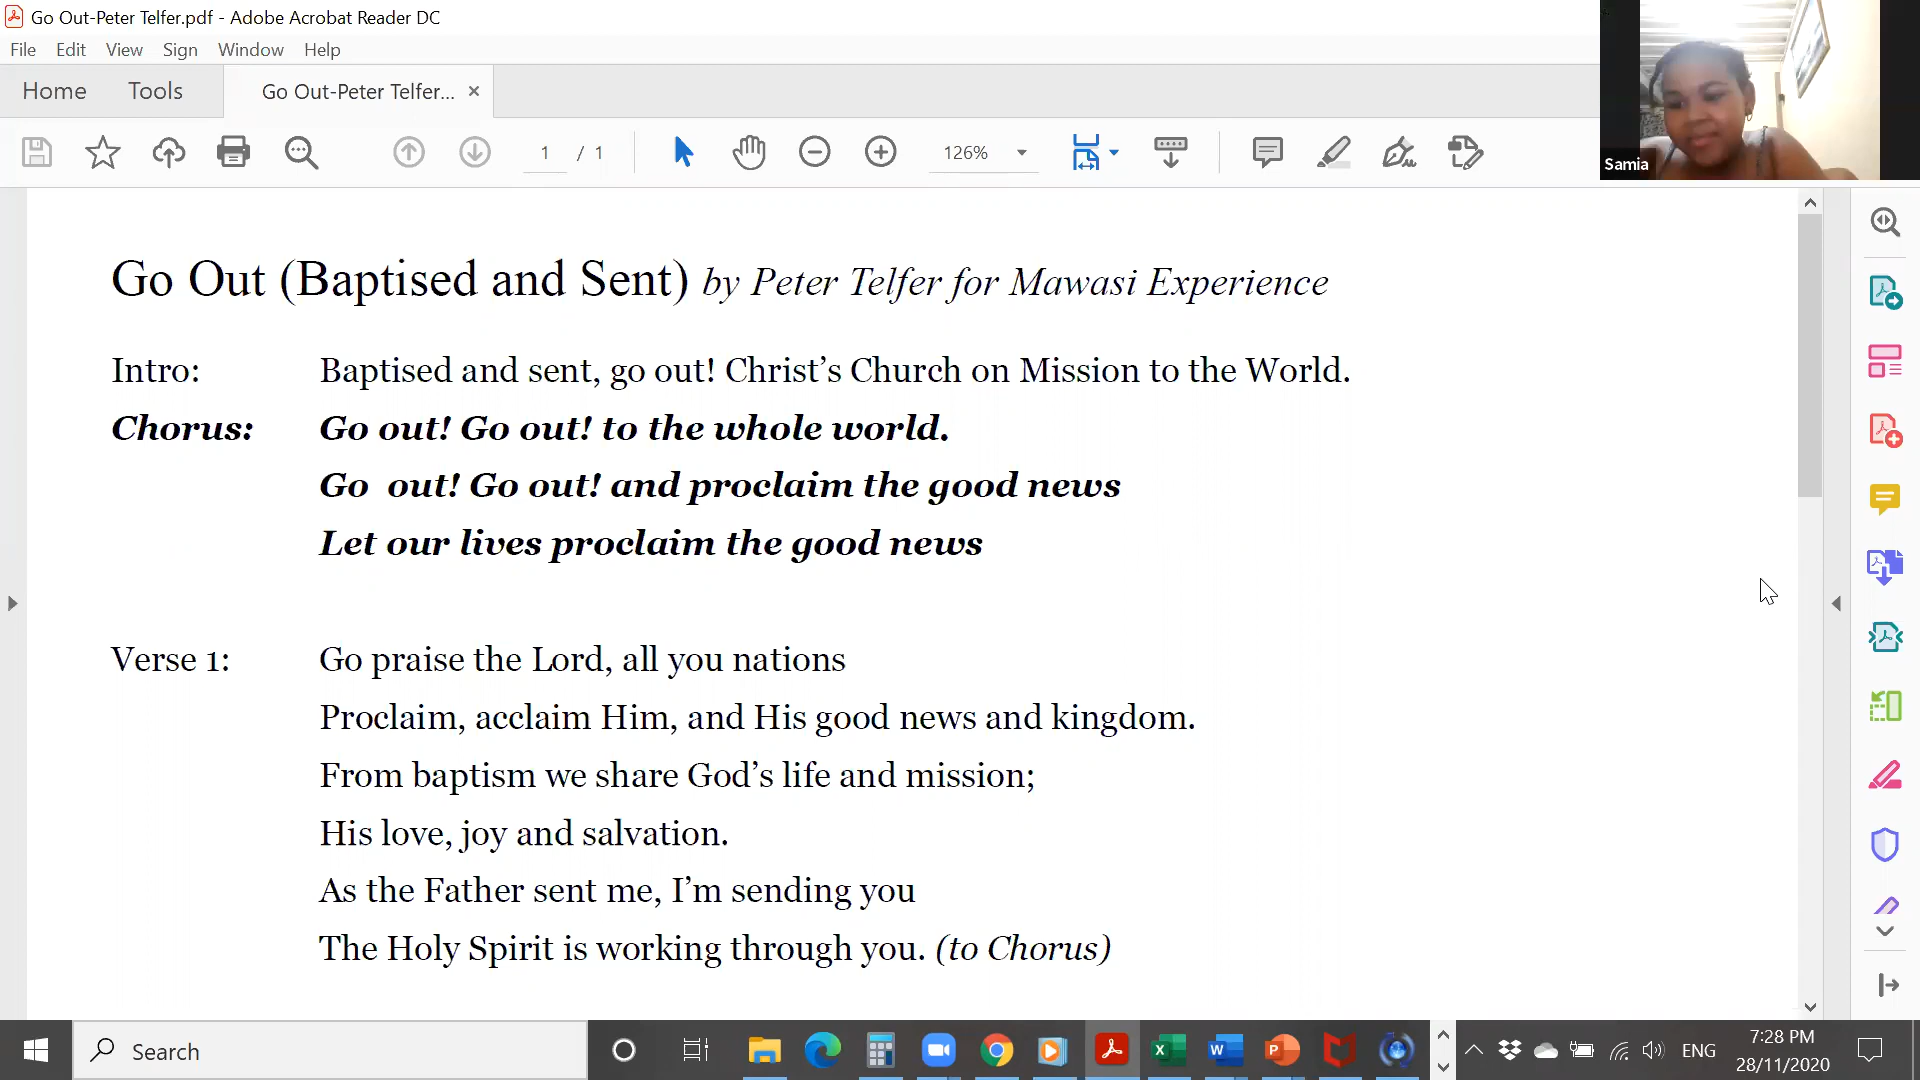 Go Out-Peter Telfer.pdf - Adobe Acrobat Reader DC
File Edit View Sign Window Help
Home Tools Go Out-Peter Telfer... ×
1 / 1 126%
Samia
Go Out (Baptised and Sent) by Peter Telfer for Mawasi Experience
Intro: Baptised and sent, go out! Christ’s Church on Mission to the World.
Chorus: Go out! Go out! to the whole world.
Go  out! Go out! and proclaim the good news
Let our lives proclaim the good news
Verse 1: Go praise the Lord, all you nations
Proclaim, acclaim Him, and His good news and kingdom.
From baptism we share God’s life and mission;
His love, joy and salvation.
As the Father sent me, I’m sending you
The Holy Spirit is working through you. (to Chorus)
Search
ENG
7:28 PM
28/11/2020